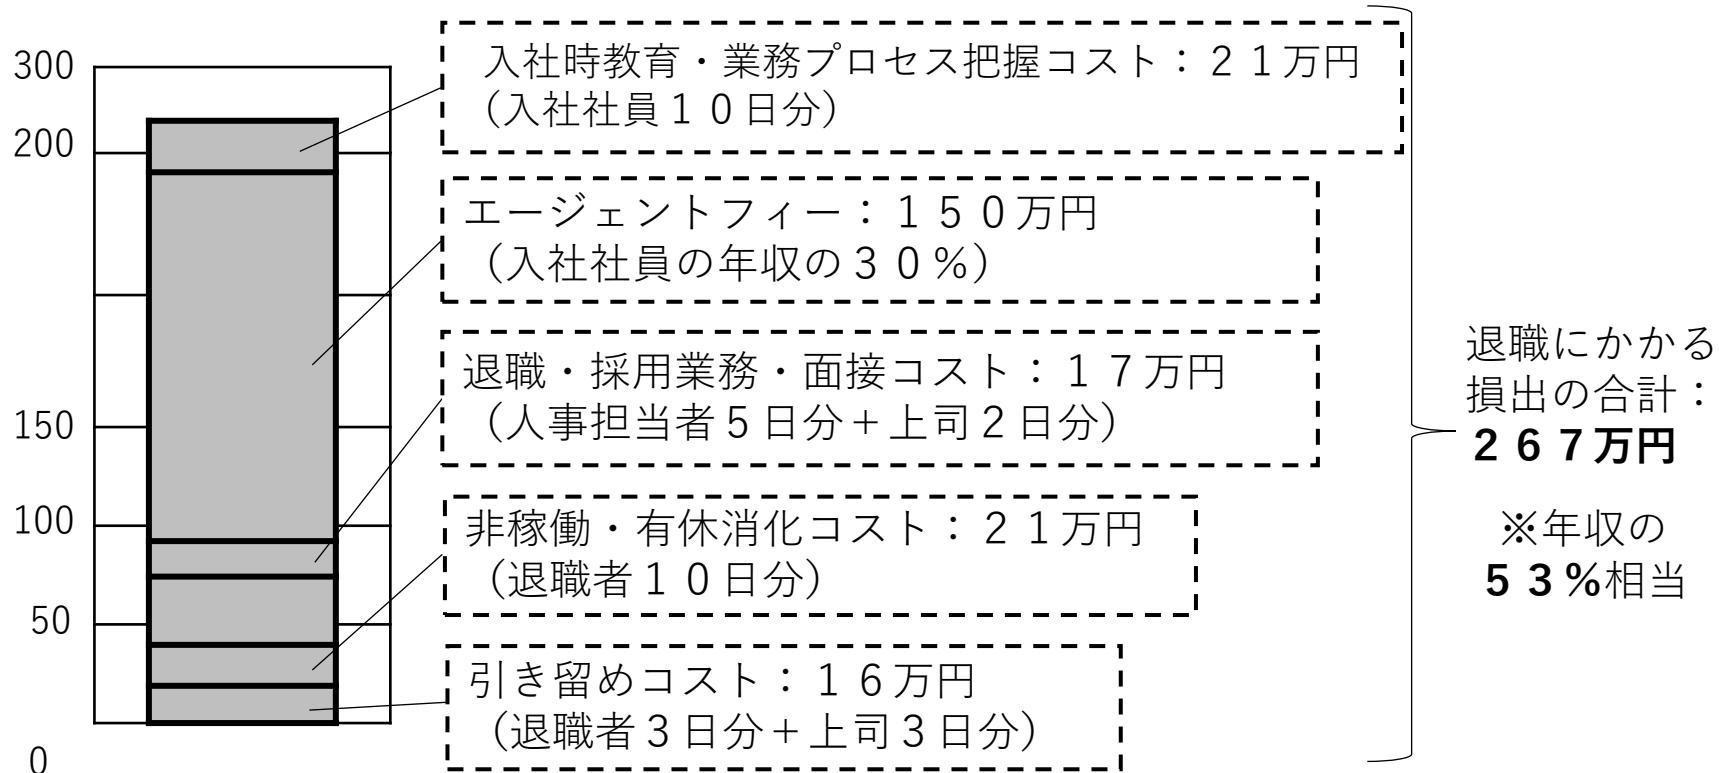 300
200
150
100
50
0
入社時教育・業務プロセス把握コスト：２１万円
（入社社員１０日分）
エージェントフィー：１５０万円
（入社社員の年収の３０％）
退職・採用業務・面接コスト：１７万円
（人事担当者５日分＋上司２日分）
非稼働・有休消化コスト：２１万円
（退職者１０日分）
引き留めコスト：１６万円
（退職者３日分＋上司３日分）
退職にかかる
損出の合計：
２６７万円
※年収の
５３％相当